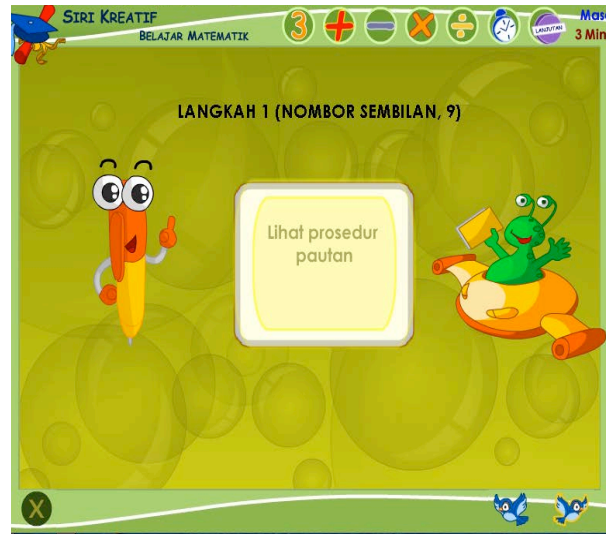 SIRI KREATIF
BELAJAR MATEMATIK
3
LANJUTAN
3 Min
LANGKAH 1 (NOMBOR SEMBILAN, 9)
Lihat prosedur
pautan
X